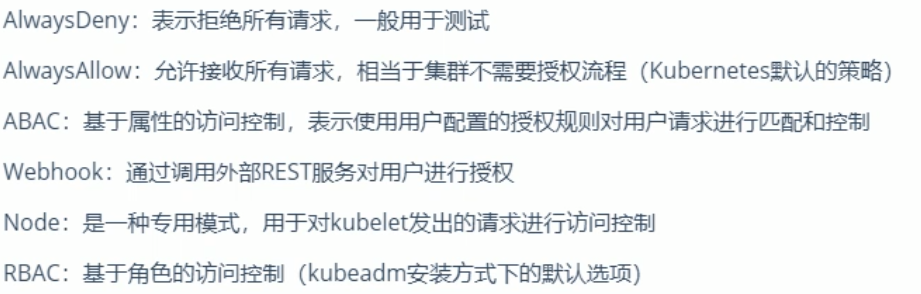 AlwaysDeny：表示拒绝所有请求，一般用于测试
AlwaysAllow：允许接收所有请求，相当于集群不需要授权流程（Kubernetes默认的策略）
ABAC：基于属性的访问控制，表示使用用户配置的授权规则对用户请求进行匹配和控制
Webhook：通过调用外部REST服务对用户进行授权
Node：是一种专用模式，用于对kubelet发出的请求进行访问控制
RBAC：基于角色的访问控制（kubeadm安装方式下的默认选项）